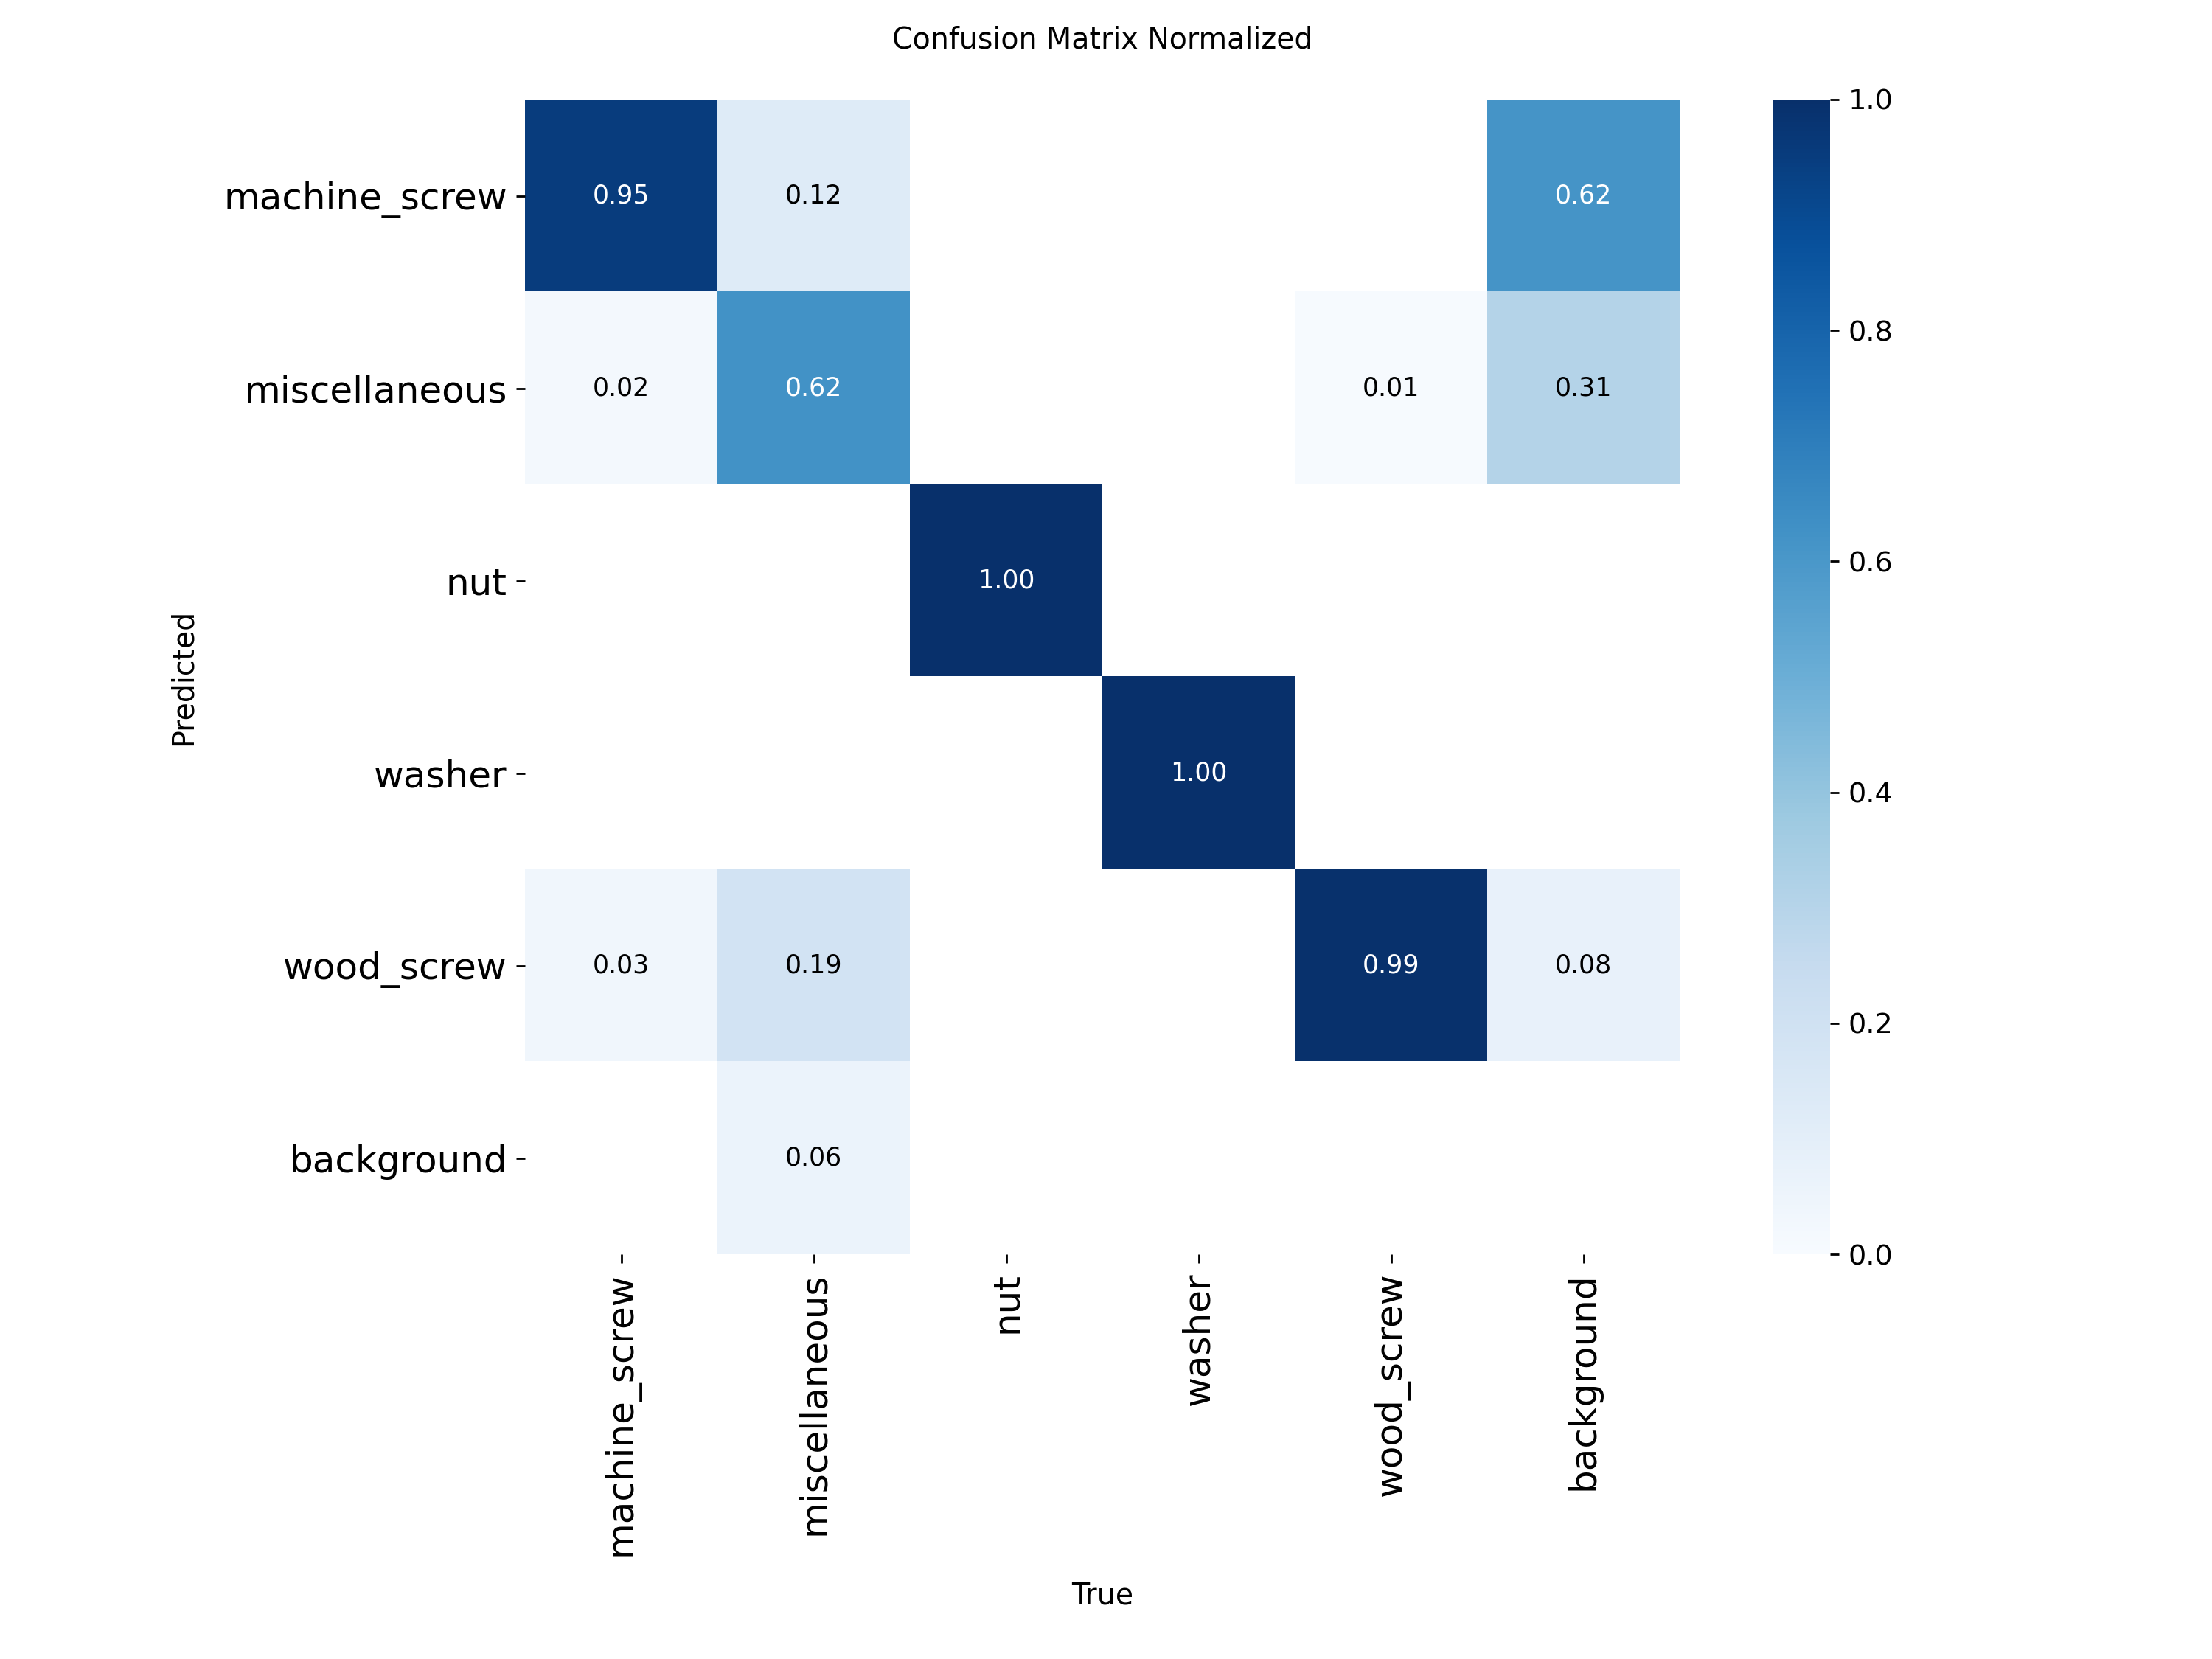 Confusion Matrix Normalized
machine_screw 0.95 0.12 0.62 1.0
0.8
miscellaneous 0.02 0.62 0.01 0.31
0.6
nut 1.00
Predicted
washer 1.00
0.4
wood_screw 0.03 0.19 0.99 0.08
0.2
background 0.06
0.0
machine_screw miscellaneous nut washer wood_screw background
True